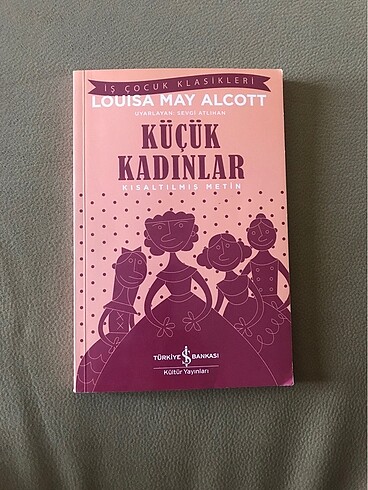 İŞ ÇOCUK KLASİKLERİ
LOUISA MAY ALCOTT
UYARLAYAN: SEVGİ ATLIHAN
KÜÇÜK
KADINLAR
KISALTILMIŞ METİN
TÜRKİYE İŞ BANKASI
Kültür Yayınları